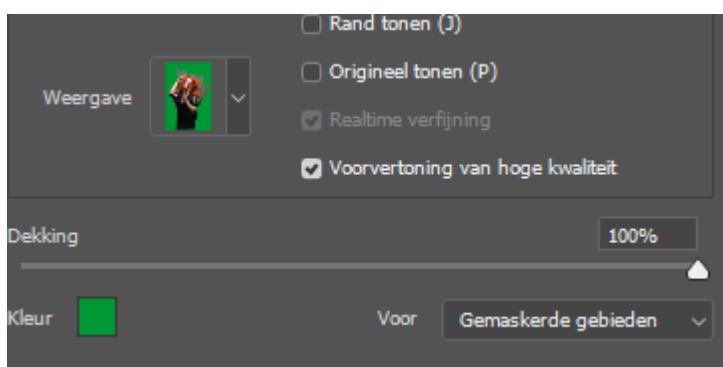 Rand tonen (J)
Origineel tonen (P)
Weergave
Realtime verfijning
Voorvertoning van hoge kwaliteit
Dekking
100%
Kleur
Voor
Gemaskerde gebieden